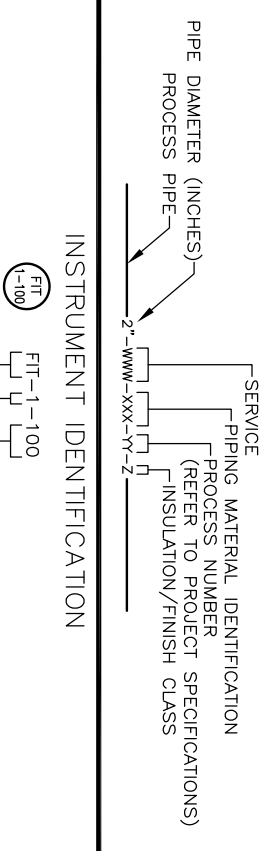 SERVICE
PIPING MATERIAL IDENTIFICATION
PROCESS NUMBER
(REFER TO PROJECT SPECIFICATIONS)
INSULATION/FINISH CLASS
PIPE DIAMETER (INCHES)
PROCESS PIPE
2"-WWW-XXX-YY-Z
INSTRUMENT IDENTIFICATION
FIT
1-100
FIT-1-100